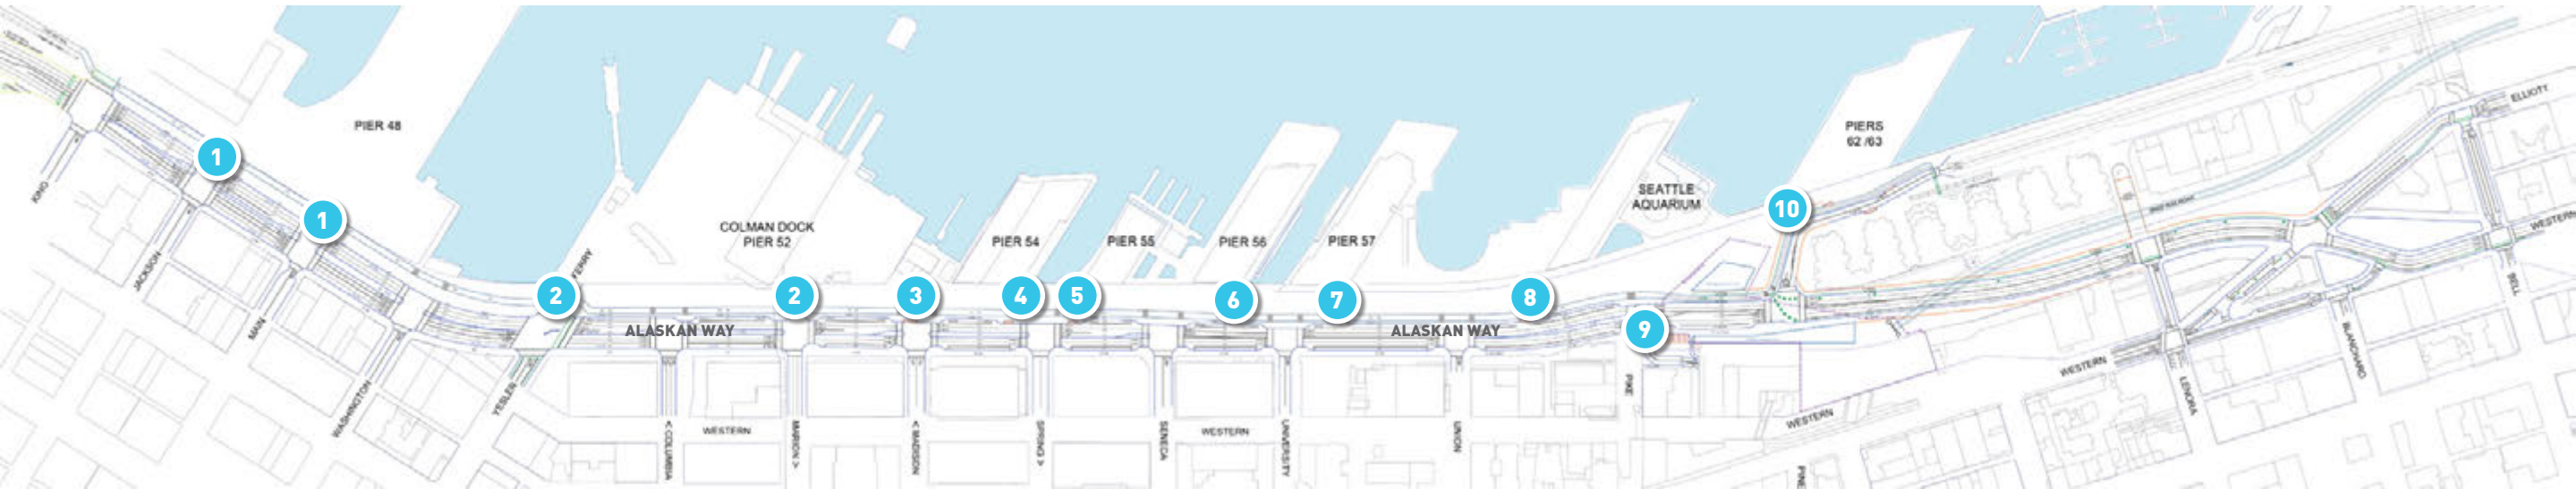 PIER 48
COLMAN DOCK
PIER 52
PIER 54
PIER 55
PIER 56
PIER 57
SEATTLE
AQUARIUM
PIERS
62 /63
1
1
2
2
3
4
5
6
7
8
9
10
ALASKAN WAY
ALASKAN WAY
KING
JACKSON
MAIN
WASHINGTON
YESLER
FERRY
< COLUMBIA
WESTERN
MARION >
< MADISON
SPRING >
SENECA
WESTERN
UNIVERSITY
UNION
PIKE
PINE
WESTERN
WESTERN
LENORA
BLANCHARD
BELL
WESTERN
ELLIOTT